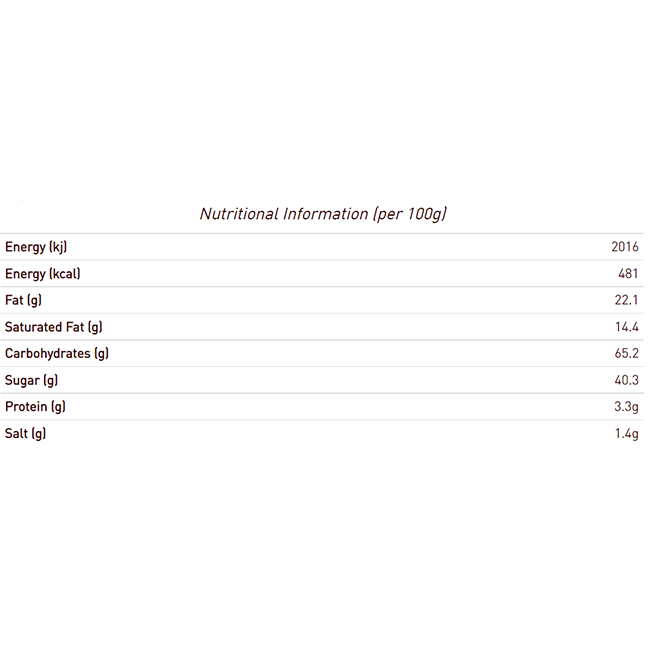 Nutritional Information (per 100g)
Energy (kj) 2016
Energy (kcal) 481
Fat (g) 22.1
Saturated Fat (g) 14.4
Carbohydrates (g) 65.2
Sugar (g) 40.3
Protein (g) 3.3g
Salt (g) 1.4g